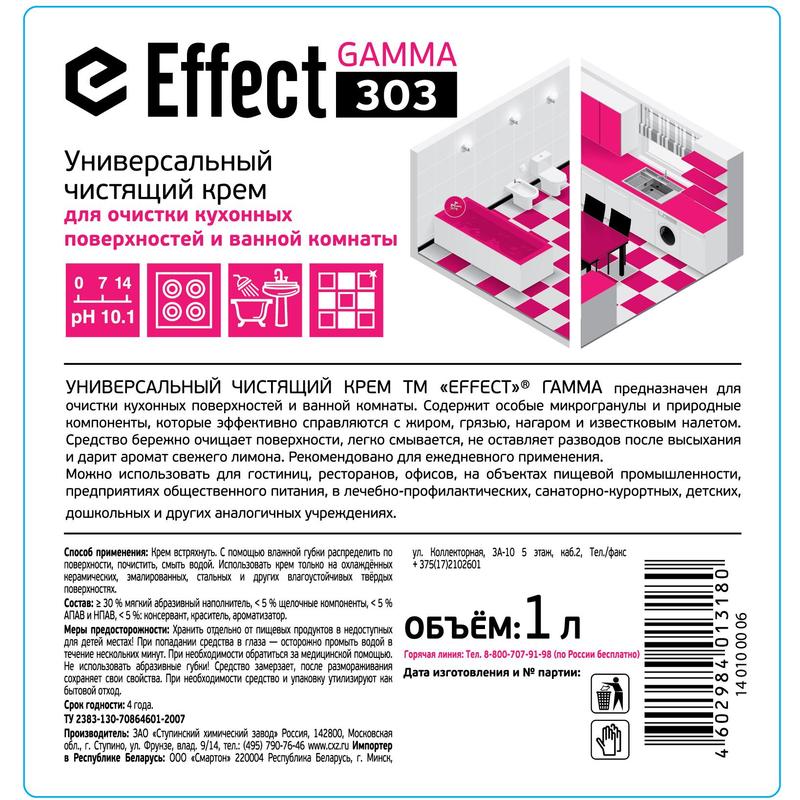 Effect
GAMMA
303
Универсальный
чистящий крем
для очистки кухонных
поверхностей и ванной комнаты
0 7 14
pH 10.1
УНИВЕРСАЛЬНЫЙ ЧИСТЯЩИЙ КРЕМ ТМ «EFFECT»® ГАММА предназначен для
очистки кухонных поверхностей и ванной комнаты. Содержит особые микрогранулы и природные
компоненты, которые эффективно справляются с жиром, грязью, нагаром и известковым налетом.
Средство бережно очищает поверхности, легко смывается, не оставляет разводов после высыхания
и дарит аромат свежего лимона. Рекомендовано для ежедневного применения.
Можно использовать для гостиниц, ресторанов, офисов, на объектах пищевой промышленности,
предприятиях общественного питания, в лечебно-профилактических, санаторно-курортных, детских,
дошкольных и других аналогичных учреждениях.
Способ применения: Крем встряхнуть. С помощью влажной губки распределить по
поверхности, почистить, смыть водой. Использовать крем только на охлаждённых
керамических, эмалированных, стальных и других влагоустойчивых твёрдых
поверхностях.
Состав: ≥ 30 % мягкий абразивный наполнитель, < 5 % щелочные компоненты, < 5 %
АПАВ и НПАВ, < 5 %: консервант, краситель, ароматизатор.
Меры предосторожности: Хранить отдельно от пищевых продуктов в недоступных
для детей местах! При попадании средства в глаза — осторожно промыть водой в
течение нескольких минут. При необходимости обратиться за медицинской помощью.
Не использовать абразивные губки! Средство замерзает, после размораживания
сохраняет свои свойства. При необходимости средство и упаковку утилизируют как
бытовой отход.
Срок годности: 4 года.
ТУ 2383-130-70864601-2007
Производитель: ЗАО «Ступинский химический завод» Россия, 142800, Московская
обл., г. Ступино, ул. Фрунзе, влад. 9/14, тел.: (495) 790-76-46 www.cxz.ru Импортер
в Республике Беларусь: ООО «Смартон» 220004 Республика Беларусь, г. Минск,
ул. Коллекторная, 3А-10 5 этаж, каб.2, Тел./факс
+ 375(17)2102601
ОБЪЁМ: 1 л
Горячая линия: Тел. 8-800-707-91-98 (по России бесплатно)
Дата изготовления и № партии:
4 602984 013180
14 010 00 06